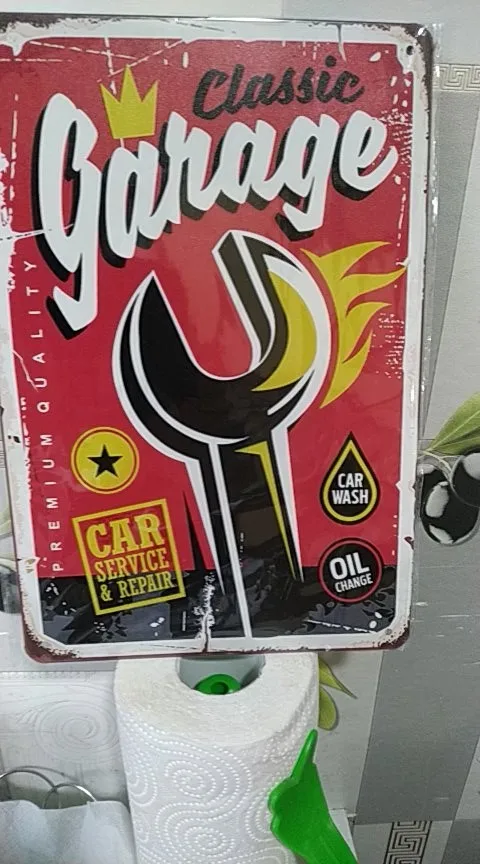 Classic
Garage
PREMIUM QUALITY
CAR
SERVICE
& REPAIR
CAR
WASH
OIL
CHANGE